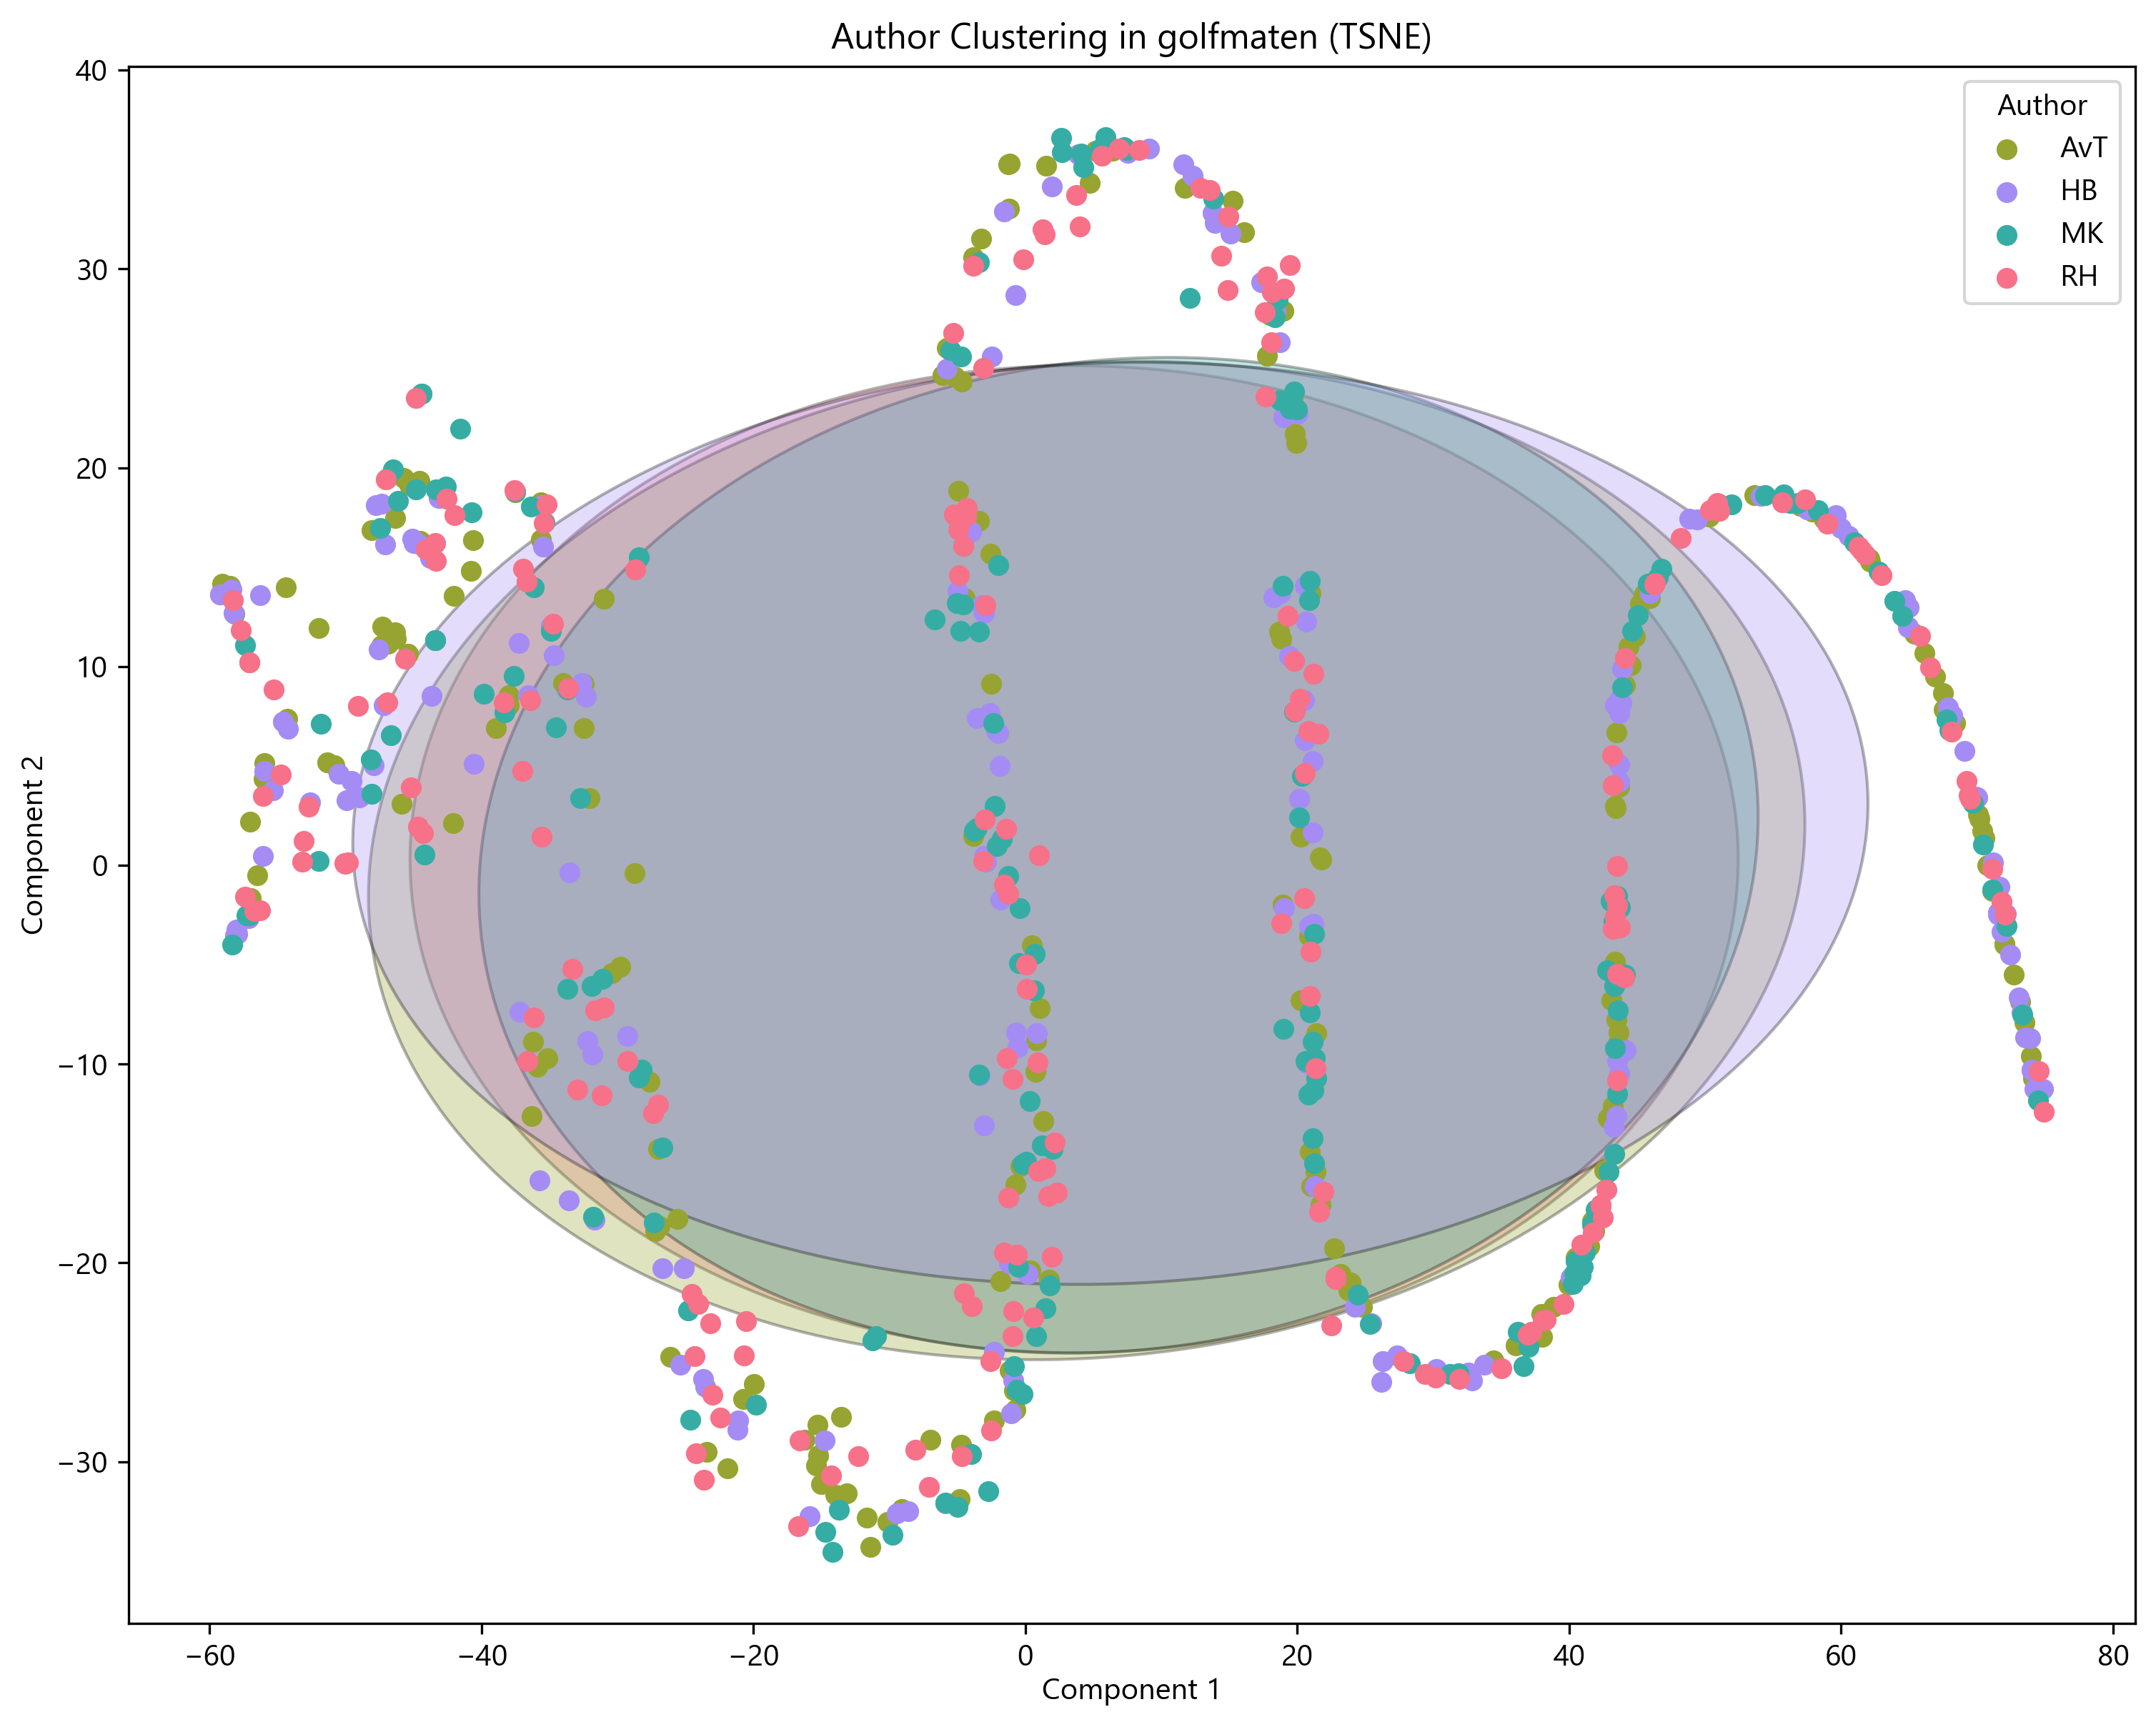 Author Clustering in golfmaten (TSNE)
Author
AvT
HB
MK
RH
Component 2
40
30
20
10
0
−10
−20
−30
−60
−40
−20
0
20
40
60
80
Component 1